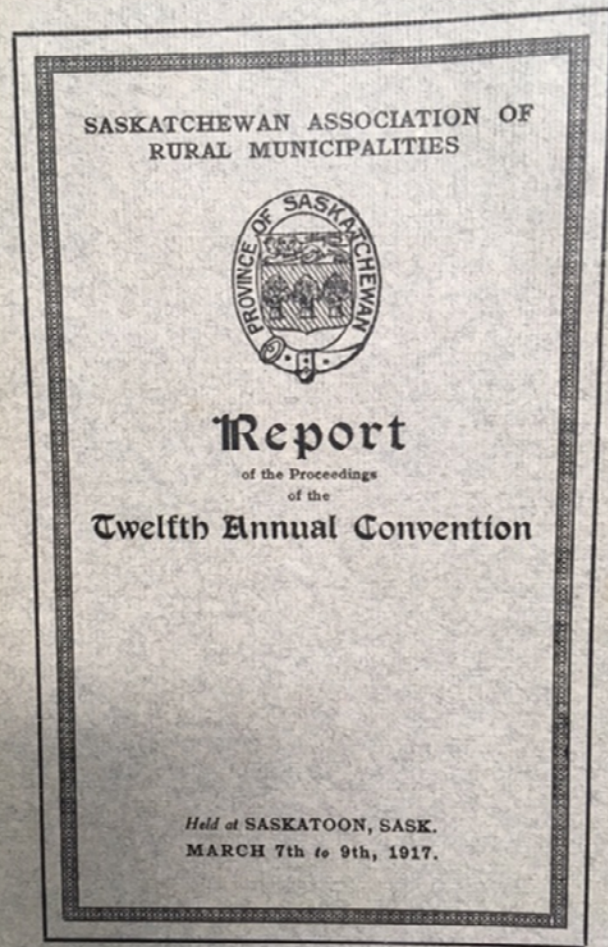 SASKATCHEWAN ASSOCIATION OF
RURAL MUNICIPALITIES
PROVINCE OF SASKATCHEWAN
Report
of the Proceedings
of the
Twelfth Annual Convention
Held at SASKATOON, SASK.
MARCH 7th to 9th, 1917.